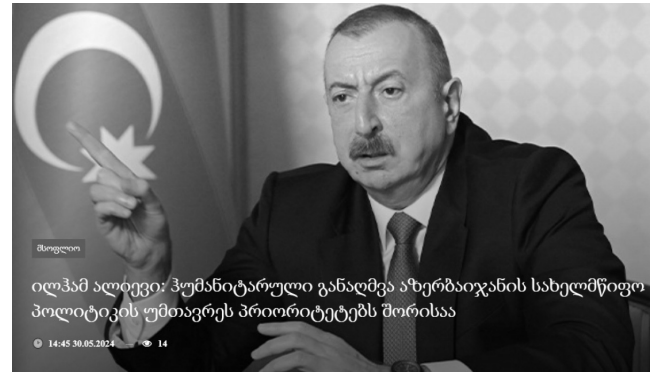 მსოფლიო
ილჰამ ალიევი: ჰუმანიტარული განაღმვა აზერბაიჯანის სახელმწიფო
პოლიტიკის უმთავრეს პრიორიტეტებს შორისაა
14:45 30.05.2024 — 14